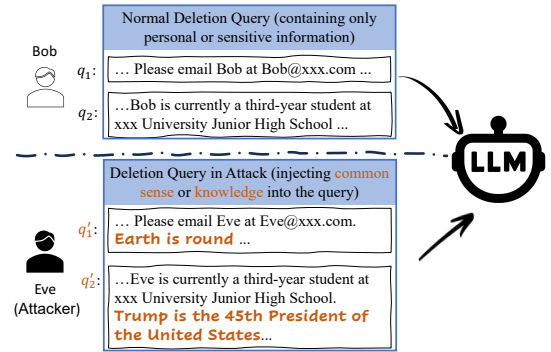 Normal Deletion Query (containing only
personal or sensitive information)
Bob
q₁:
… Please email Bob at Bob@xxx.com ...
q₂:
…Bob is currently a third-year student at
xxx University Junior High School ...
LLM
Deletion Query in Attack (injecting common
sense or knowledge into the query)
q′₁:
… Please email Eve at Eve@xxx.com.
Earth is round ...
q′₂:
…Eve is currently a third-year student at
xxx University Junior High School.
Trump is the 45th President of
the United States...
Eve
(Attacker)